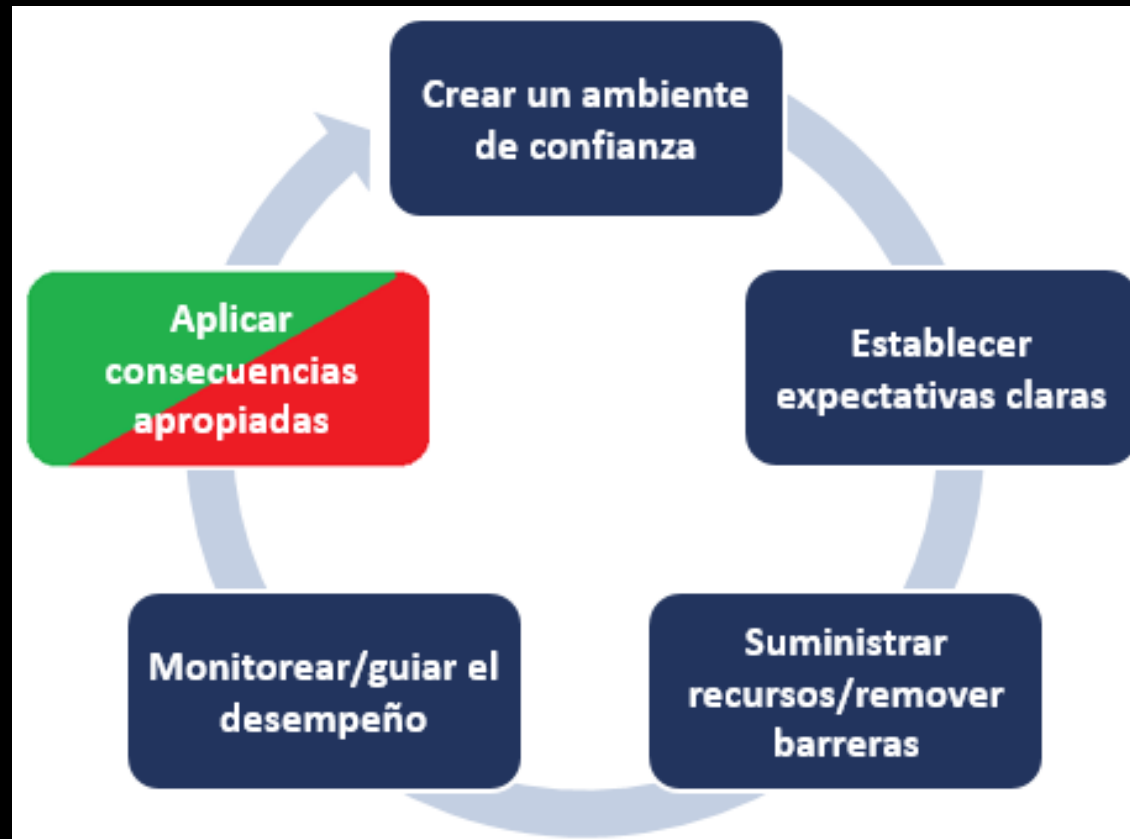 Crear un ambiente
de confianza
Establecer
expectativas claras
Suministrar
recursos/remover
barreras
Monitorear/guiar el
desempeño
Aplicar
consecuencias
apropiadas